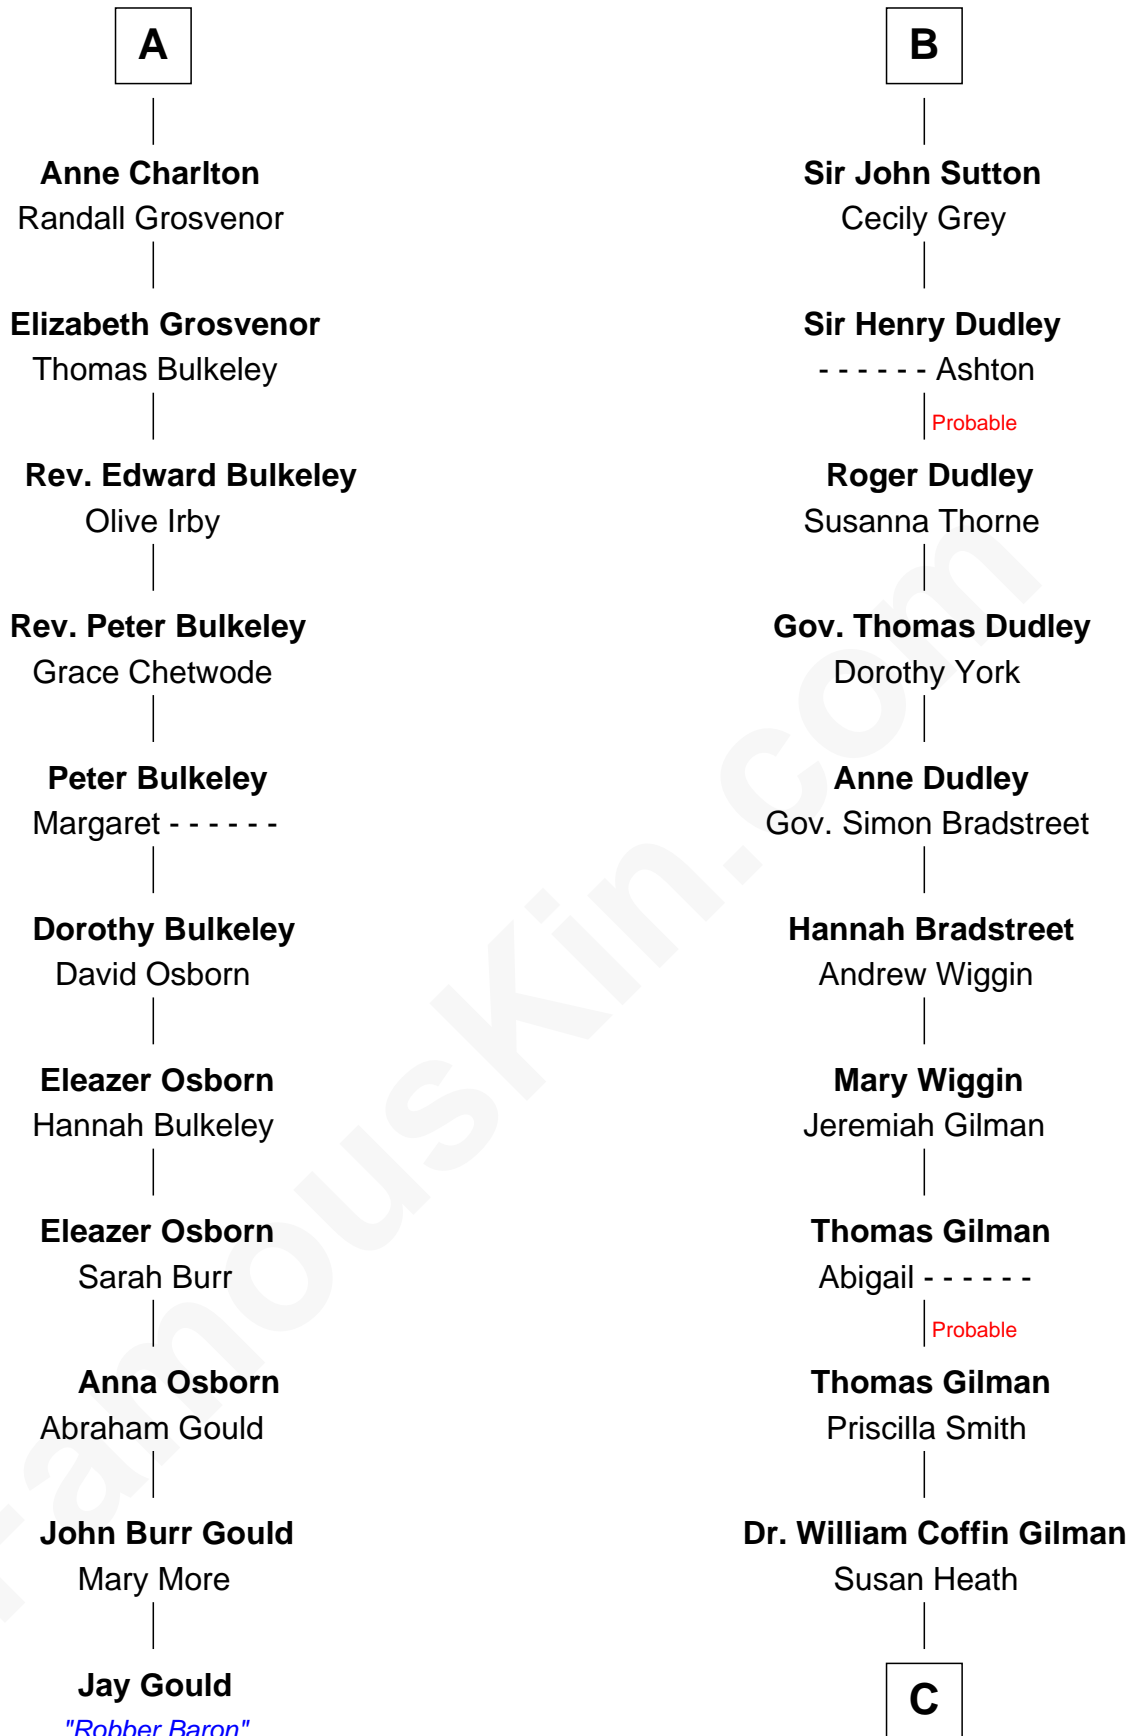 A
Anne Charlton
Randall Grosvenor
Elizabeth Grosvenor
Thomas Bulkeley
Rev. Edward Bulkeley
Olive Irby
Rev. Peter Bulkeley
Grace Chetwode
Peter Bulkeley
Margaret - - - - - -
Dorothy Bulkeley
David Osborn
Eleazer Osborn
Hannah Bulkeley
Eleazer Osborn
Sarah Burr
Anna Osborn
Abraham Gould
John Burr Gould
Mary More
Jay Gould
"Robber Baron"
B
Sir John Sutton
Cecily Grey
Sir Henry Dudley
- - - - - - Ashton
Probable
Roger Dudley
Susanna Thorne
Gov. Thomas Dudley
Dorothy York
Anne Dudley
Gov. Simon Bradstreet
Hannah Bradstreet
Andrew Wiggin
Mary Wiggin
Jeremiah Gilman
Thomas Gilman
Abigail - - - - - -
Probable
Thomas Gilman
Priscilla Smith
Dr. William Coffin Gilman
Susan Heath
C
FamousKin.com